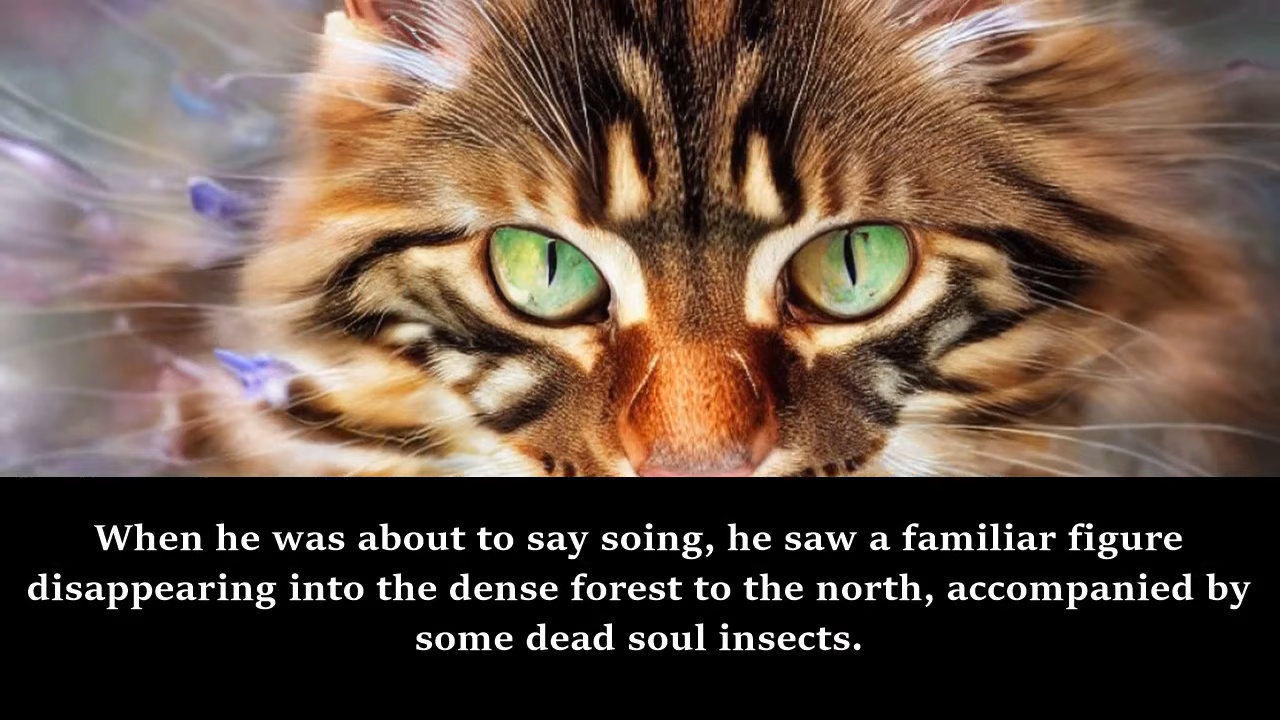 When he was about to say soing, he saw a familiar figure
disappearing into the dense forest to the north, accompanied by
some dead soul insects.